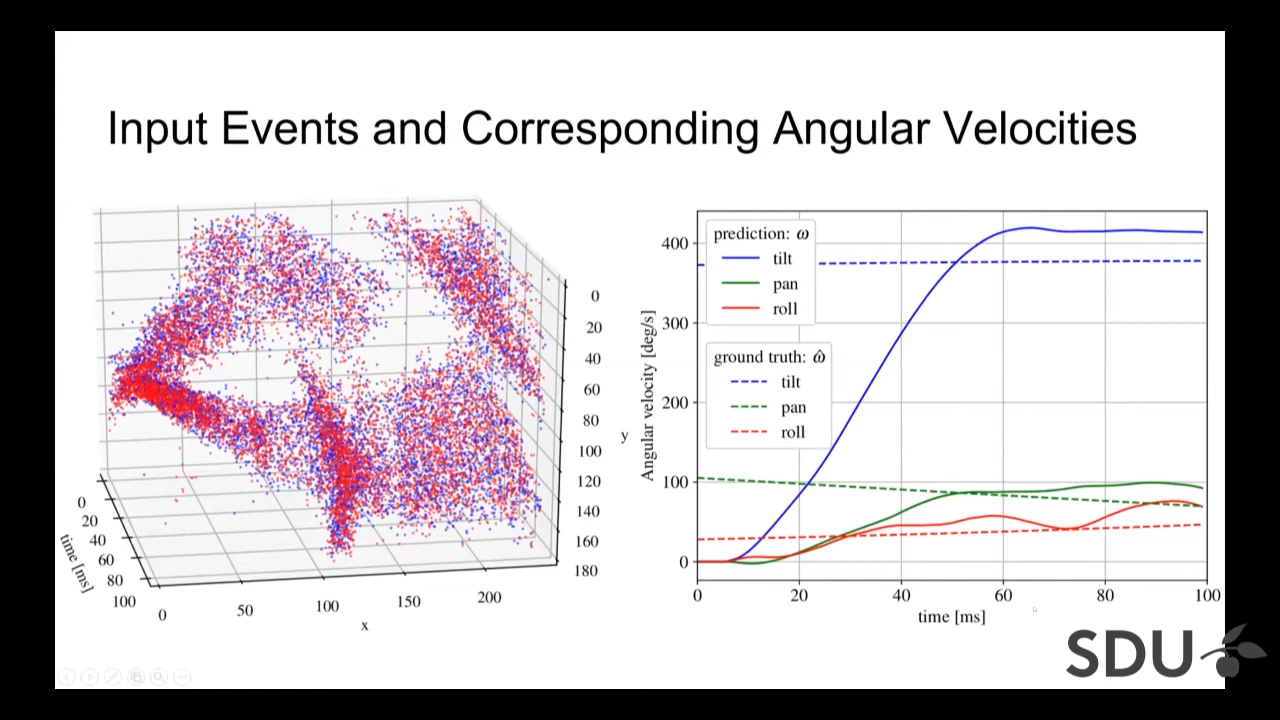 Input Events and Corresponding Angular Velocities
0
20
40
60
80
100
120
140
160
180
y
0
20
40
60
80
100
time [ms]
0
50
100
150
200
x
prediction: ω
tilt
pan
roll
ground truth: ω̂
tilt
pan
roll
Angular velocity [deg/s]
400
300
200
100
0
0
20
40
60
80
100
time [ms]
SDU